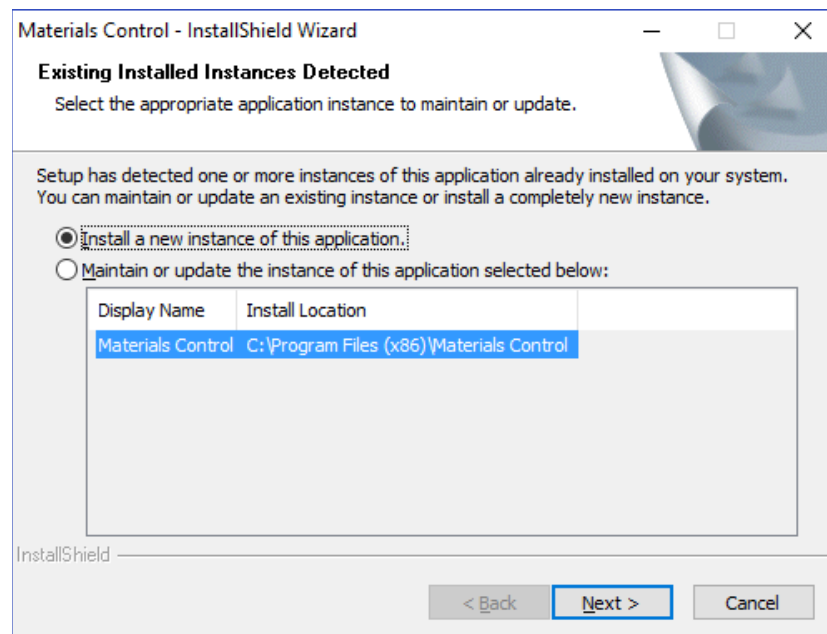 Materials Control - InstallShield Wizard
Existing Installed Instances Detected
Select the appropriate application instance to maintain or update.
Setup has detected one or more instances of this application already installed on your system.
You can maintain or update an existing instance or install a completely new instance.
Install a new instance of this application.
Maintain or update the instance of this application selected below:
Display Name Install Location
Materials Control C:\Program Files (x86)\Materials Control
InstallShield
< Back Next > Cancel